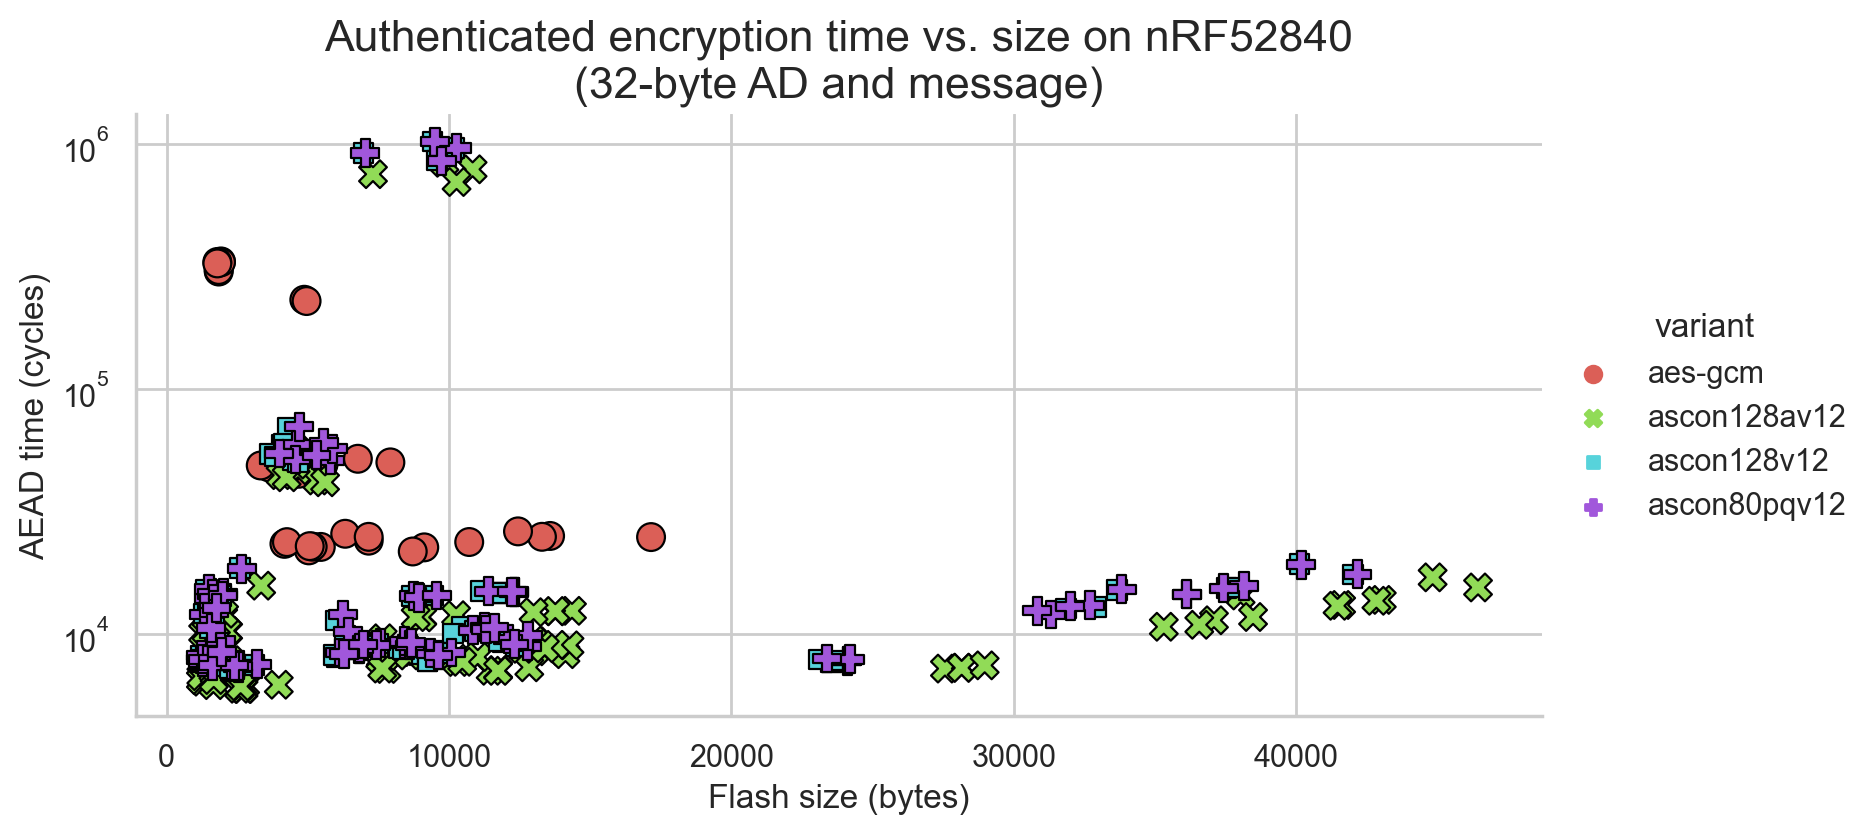 Authenticated encryption time vs. size on nRF52840
(32-byte AD and message)
AEAD time (cycles)
10^6
10^5
10^4
0 10000 20000 30000 40000
Flash size (bytes)
variant
aes-gcm
ascon128av12
ascon128v12
ascon80pqv12